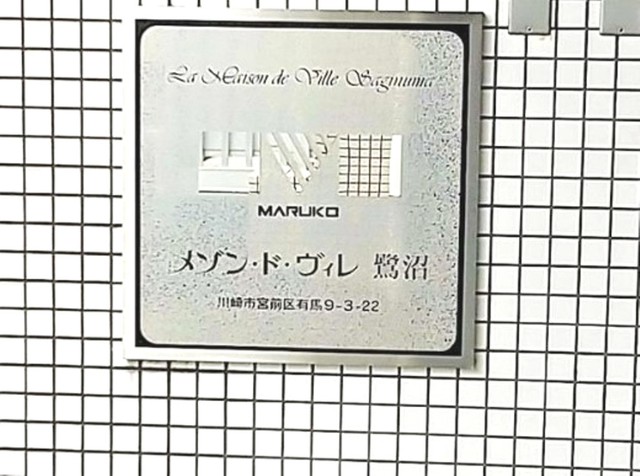 La Maison de Ville Saginuma
MARUKO
メゾン・ド・ヴィレ 鷺沼
川崎市宮前区有馬9-3-22